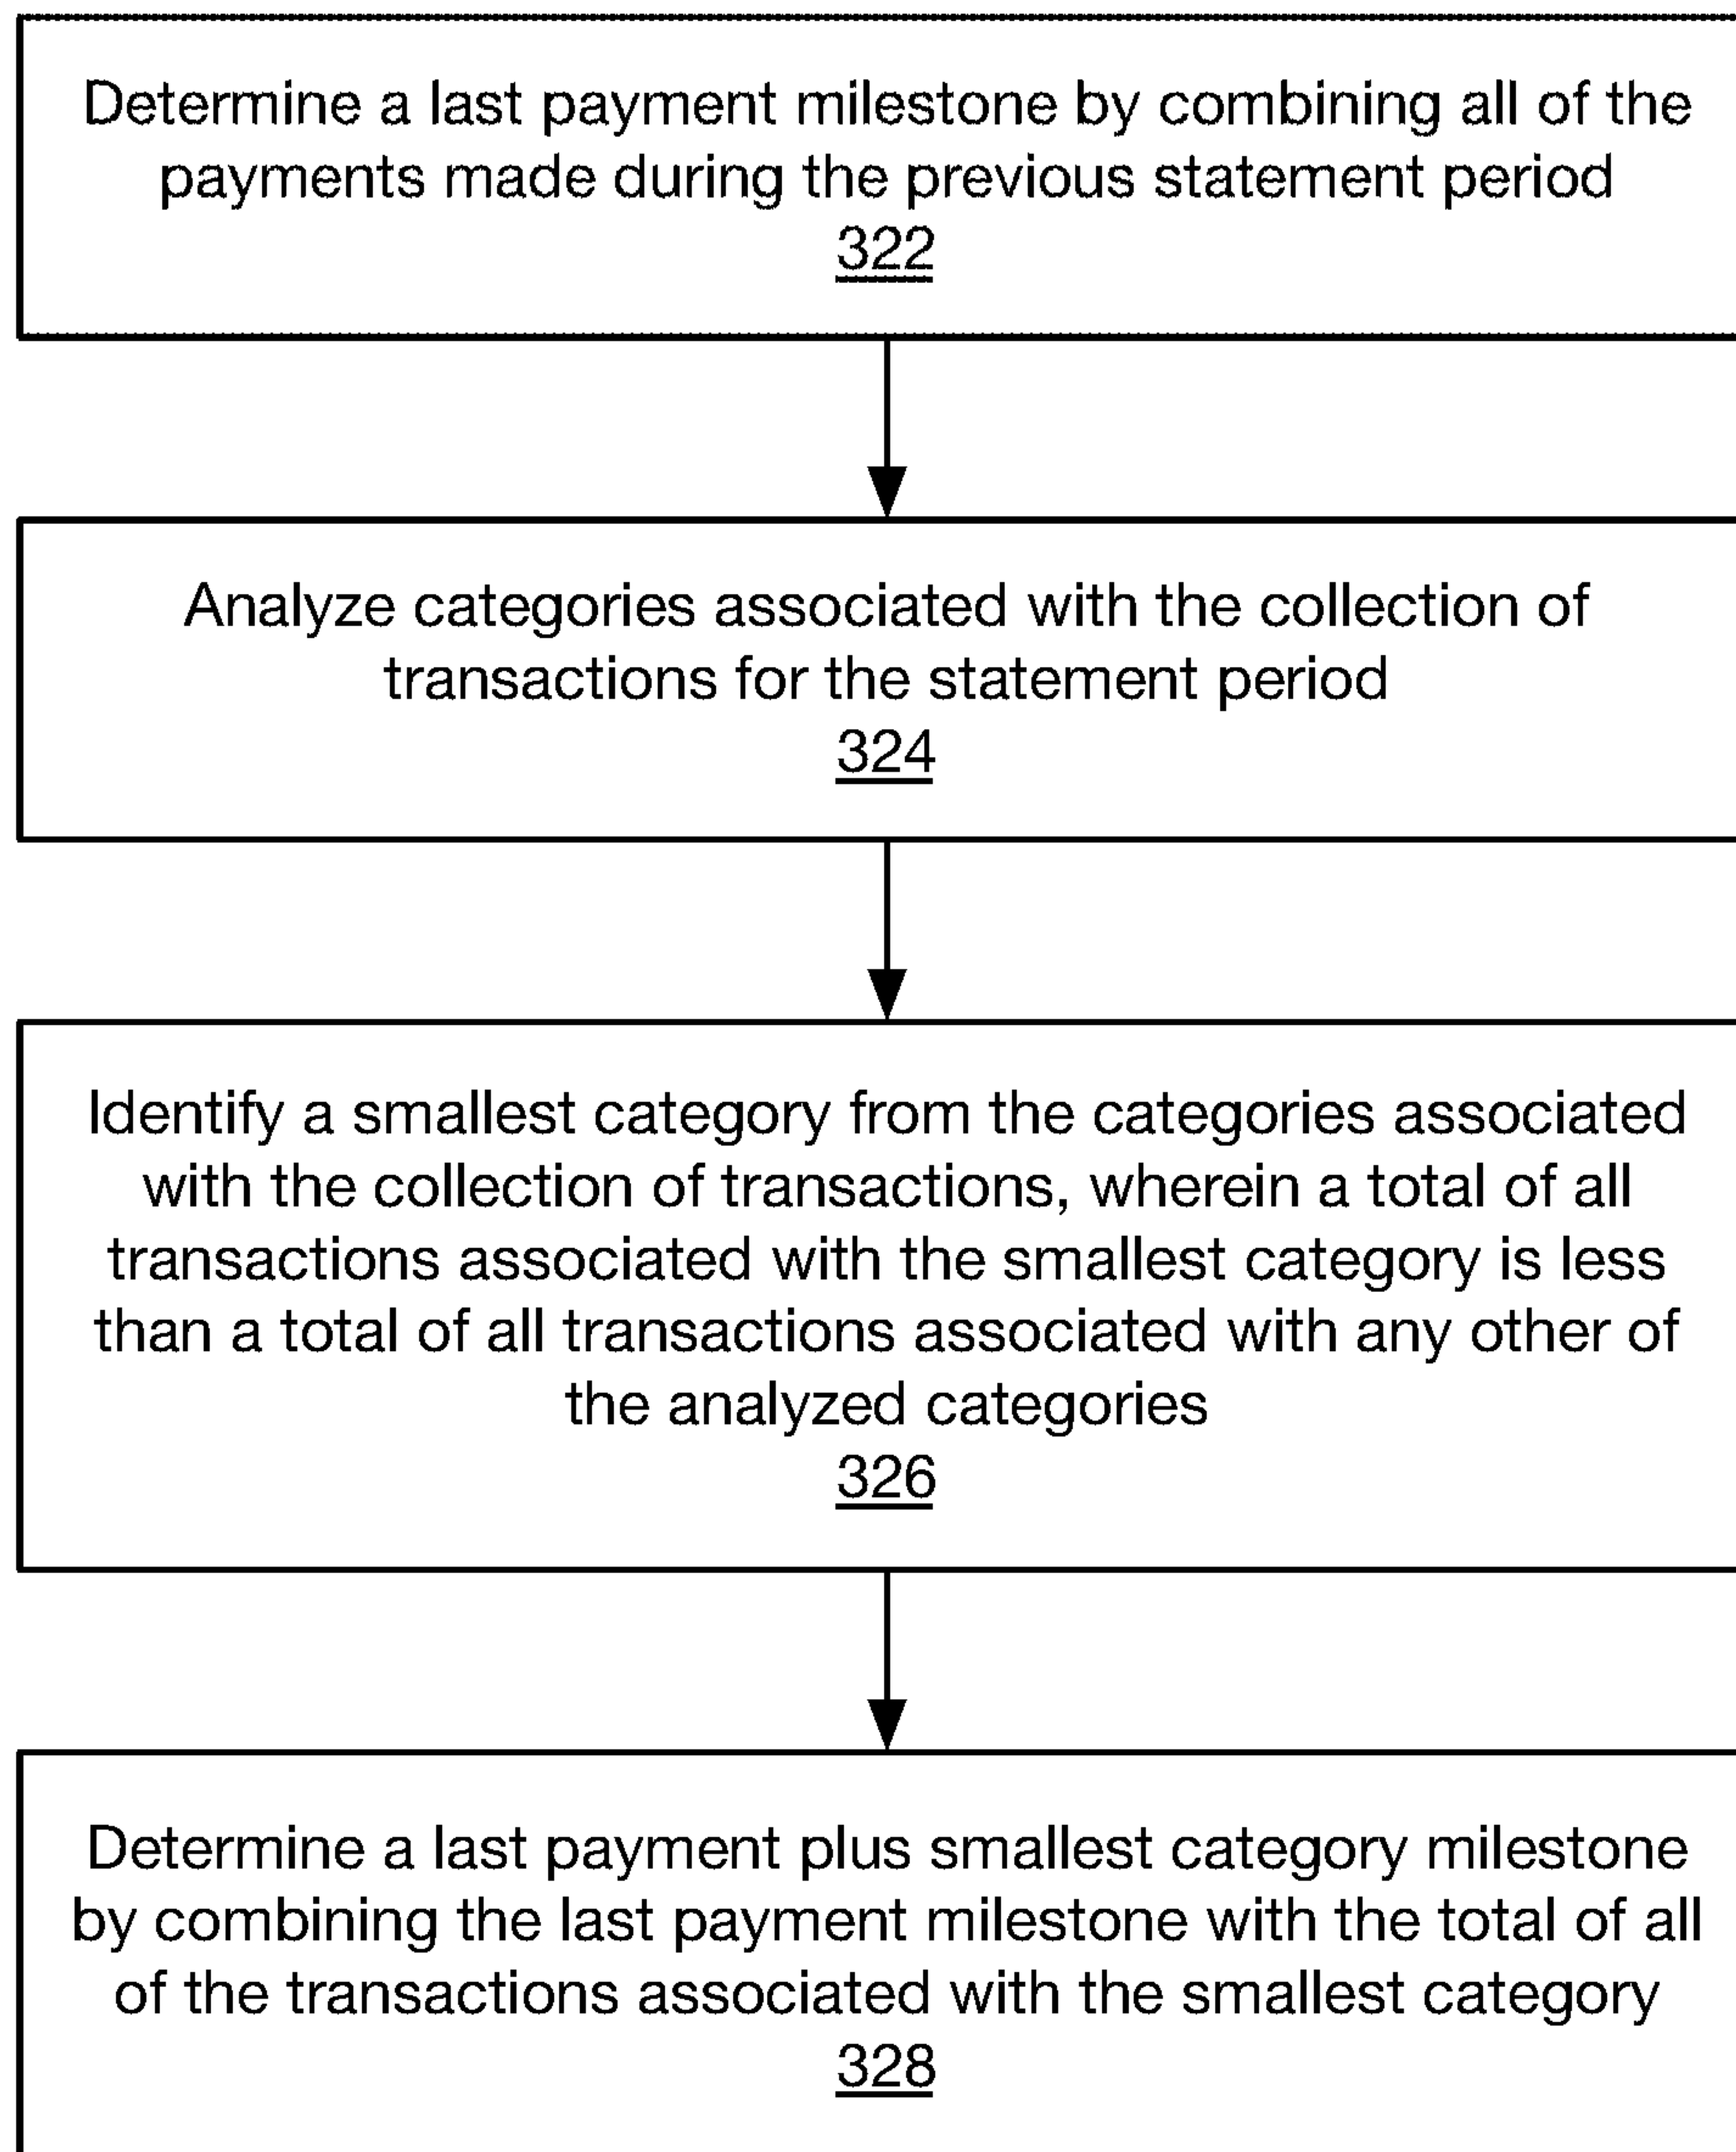 Determine a last payment milestone by combining all of the
payments made during the previous statement period
322
Analyze categories associated with the collection of
transactions for the statement period
324
Identify a smallest category from the categories associated
with the collection of transactions, wherein a total of all
transactions associated with the smallest category is less
than a total of all transactions associated with any other of
the analyzed categories
326
Determine a last payment plus smallest category milestone
by combining the last payment milestone with the total of all
of the transactions associated with the smallest category
328